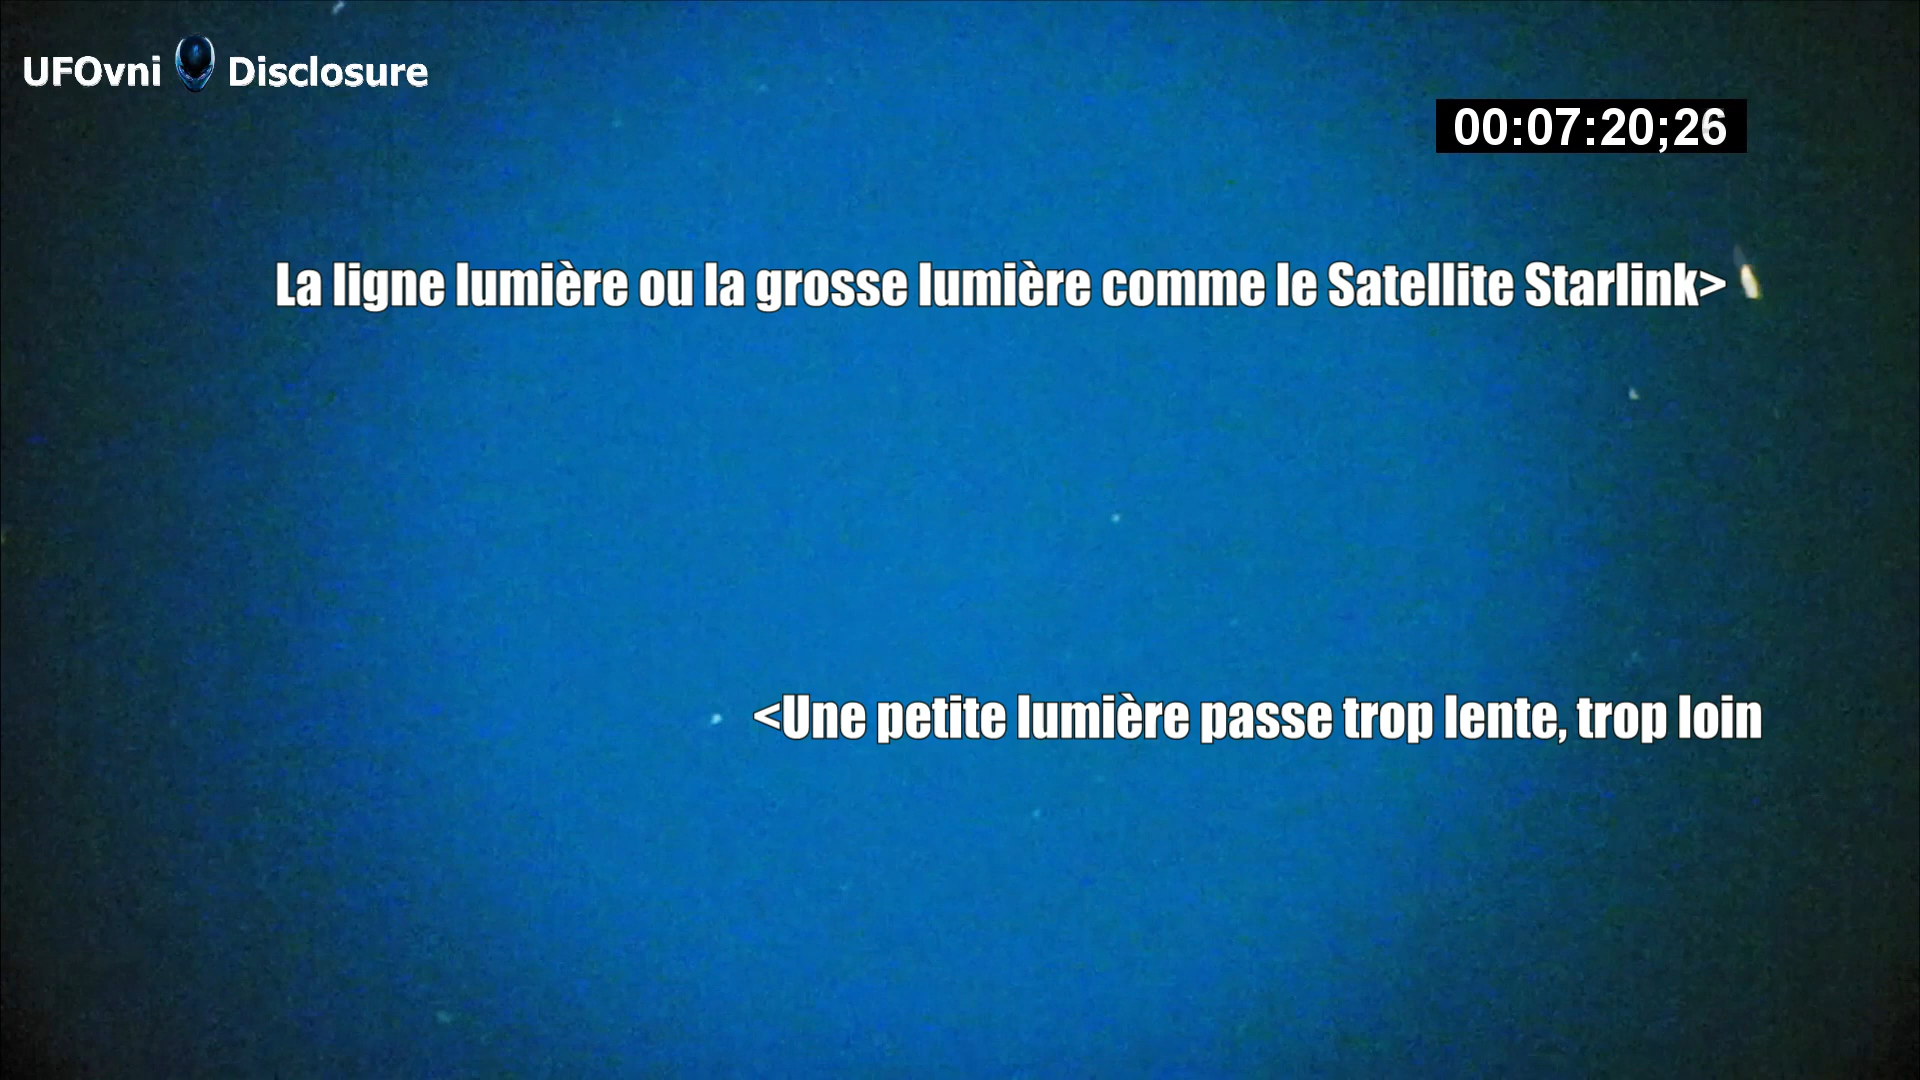 UFOvni Disclosure
00:07:20;26
La ligne lumière ou la grosse lumière comme le Satellite Starlink>
<Une petite lumière passe trop lente, trop loin